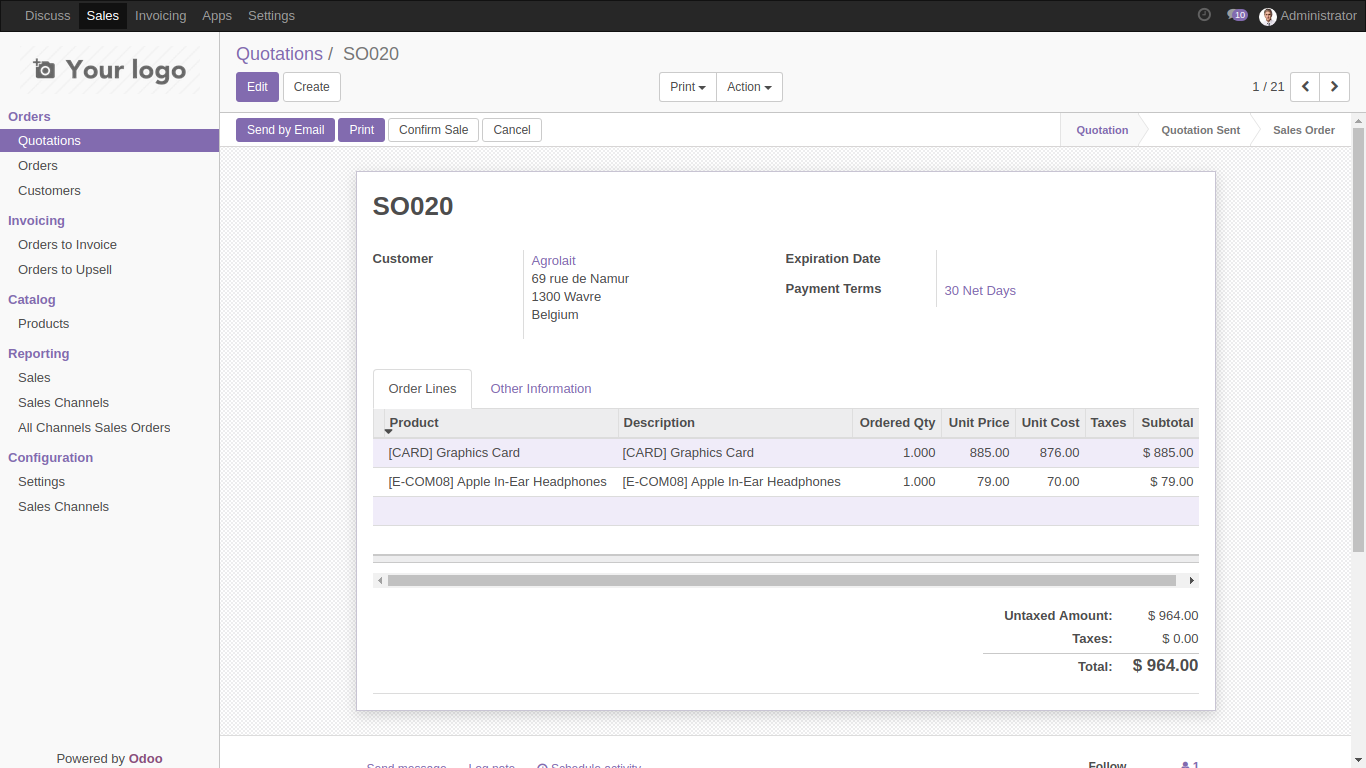 Discuss Sales Invoicing Apps Settings 10 Administrator
Your logo
Orders
Quotations
Orders
Customers
Invoicing
Orders to Invoice
Orders to Upsell
Catalog
Products
Reporting
Sales
Sales Channels
All Channels Sales Orders
Configuration
Settings
Sales Channels
Powered by Odoo
Quotations / SO020
Edit Create Print Action 1 / 21
Send by Email Print Confirm Sale Cancel Quotation Quotation Sent Sales Order
SO020
Customer
Agrolait
69 rue de Namur
1300 Wavre
Belgium
Expiration Date
Payment Terms 30 Net Days
Order Lines Other Information
Product Description Ordered Qty Unit Price Unit Cost Taxes Subtotal
[CARD] Graphics Card [CARD] Graphics Card 1.000 885.00 876.00 $ 885.00
[E-COM08] Apple In-Ear Headphones [E-COM08] Apple In-Ear Headphones 1.000 79.00 70.00 $ 79.00
Untaxed Amount: $ 964.00
Taxes: $ 0.00
Total: $ 964.00
Send message Log note Schedule activity Follow 1